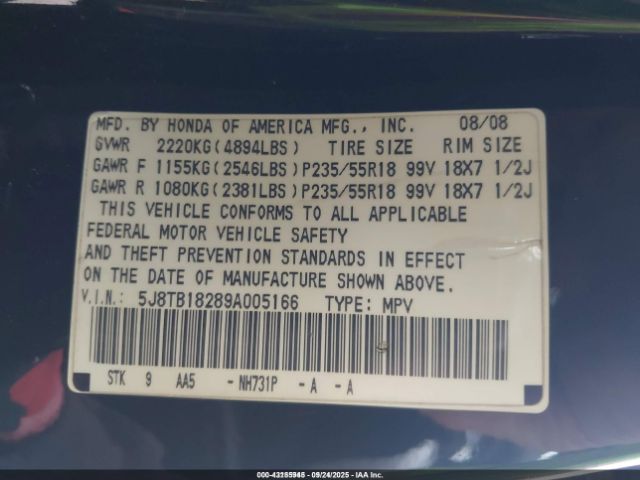 MFD. BY HONDA OF AMERICA MFG., INC. 08/08
GVWR 2220KG(4894LBS) TIRE SIZE RIM SIZE
GAWR F 1155KG(2546LBS) P235/55R18 99V 18X7 1/2J
GAWR R 1080KG(2381LBS) P235/55R18 99V 18X7 1/2J
THIS VEHICLE CONFORMS TO ALL APPLICABLE
FEDERAL MOTOR VEHICLE SAFETY
AND THEFT PREVENTION STANDARDS IN EFFECT
ON THE DATE OF MANUFACTURE SHOWN ABOVE.
V.I.N.: 5J8TB18289A005166 TYPE: MPV
STK 9 AA5 -NH731P -A -A
000-43155945 - 09/24/2025 - IAA Inc.